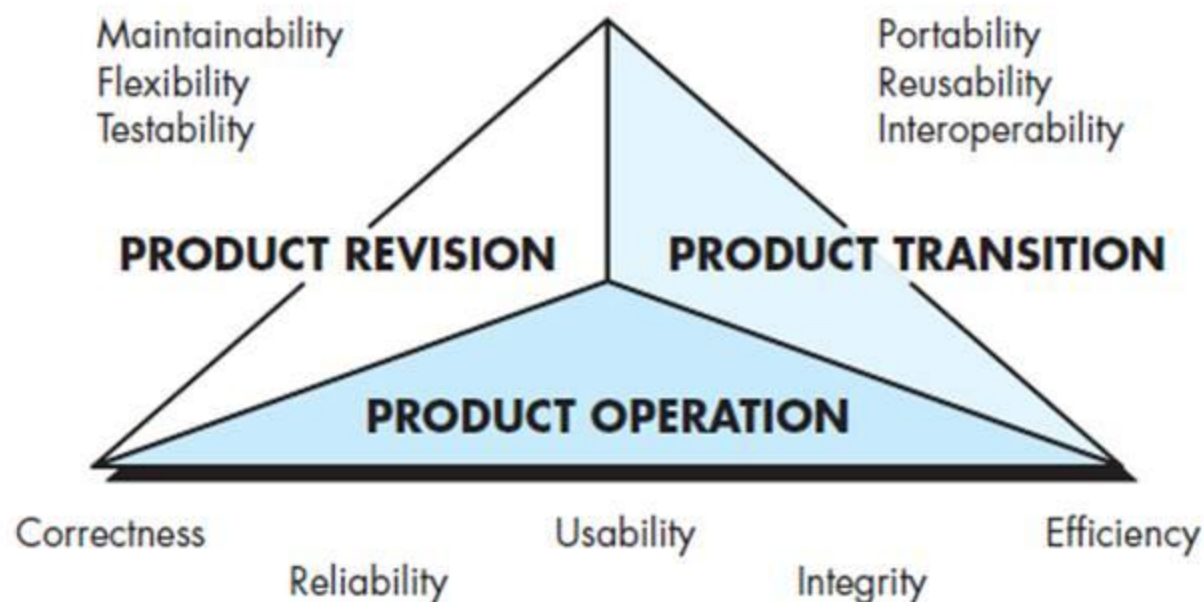 Maintainability
Flexibility
Testability
Portability
Reusability
Interoperability
PRODUCT REVISION
PRODUCT TRANSITION
PRODUCT OPERATION
Correctness
Usability
Efficiency
Reliability
Integrity